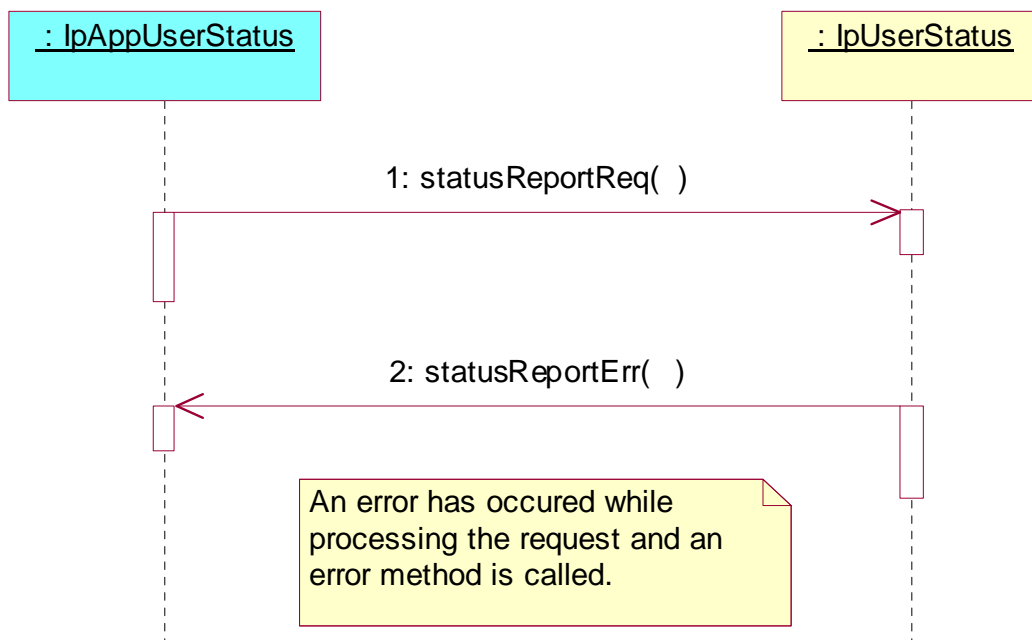 : IpAppUserStatus
: IpUserStatus
1: statusReportReq(  )
2: statusReportErr(  )
An error has occured while
processing the request and an
error method is called.